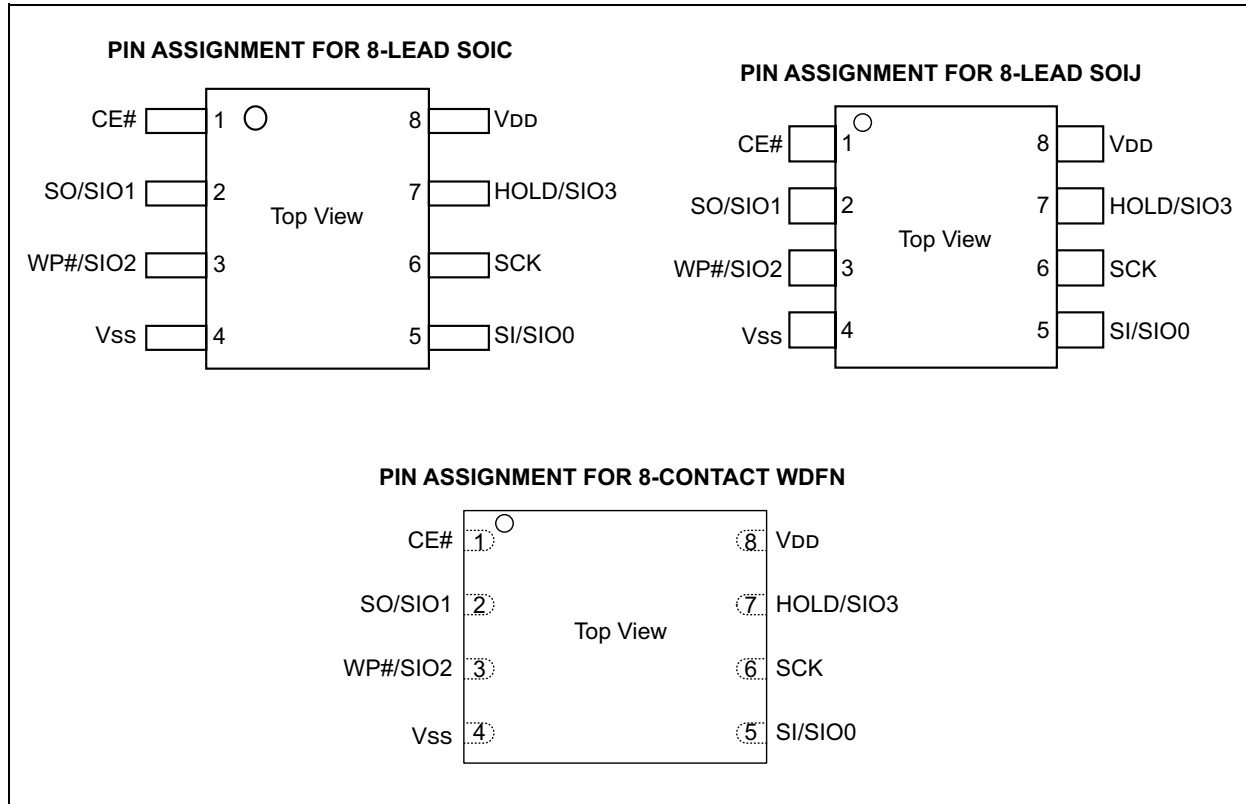 PIN ASSIGNMENT FOR 8-LEAD SOIC
CE# 1 8 VDD
SO/SIO1 2 7 HOLD/SIO3
Top View
WP#/SIO2 3 6 SCK
Vss 4 5 SI/SIO0
PIN ASSIGNMENT FOR 8-LEAD SOIJ
CE# 1 8 VDD
SO/SIO1 2 7 HOLD/SIO3
Top View
WP#/SIO2 3 6 SCK
Vss 4 5 SI/SIO0
PIN ASSIGNMENT FOR 8-CONTACT WDFN
CE# 1 8 VDD
SO/SIO1 2 7 HOLD/SIO3
Top View
WP#/SIO2 3 6 SCK
Vss 4 5 SI/SIO0